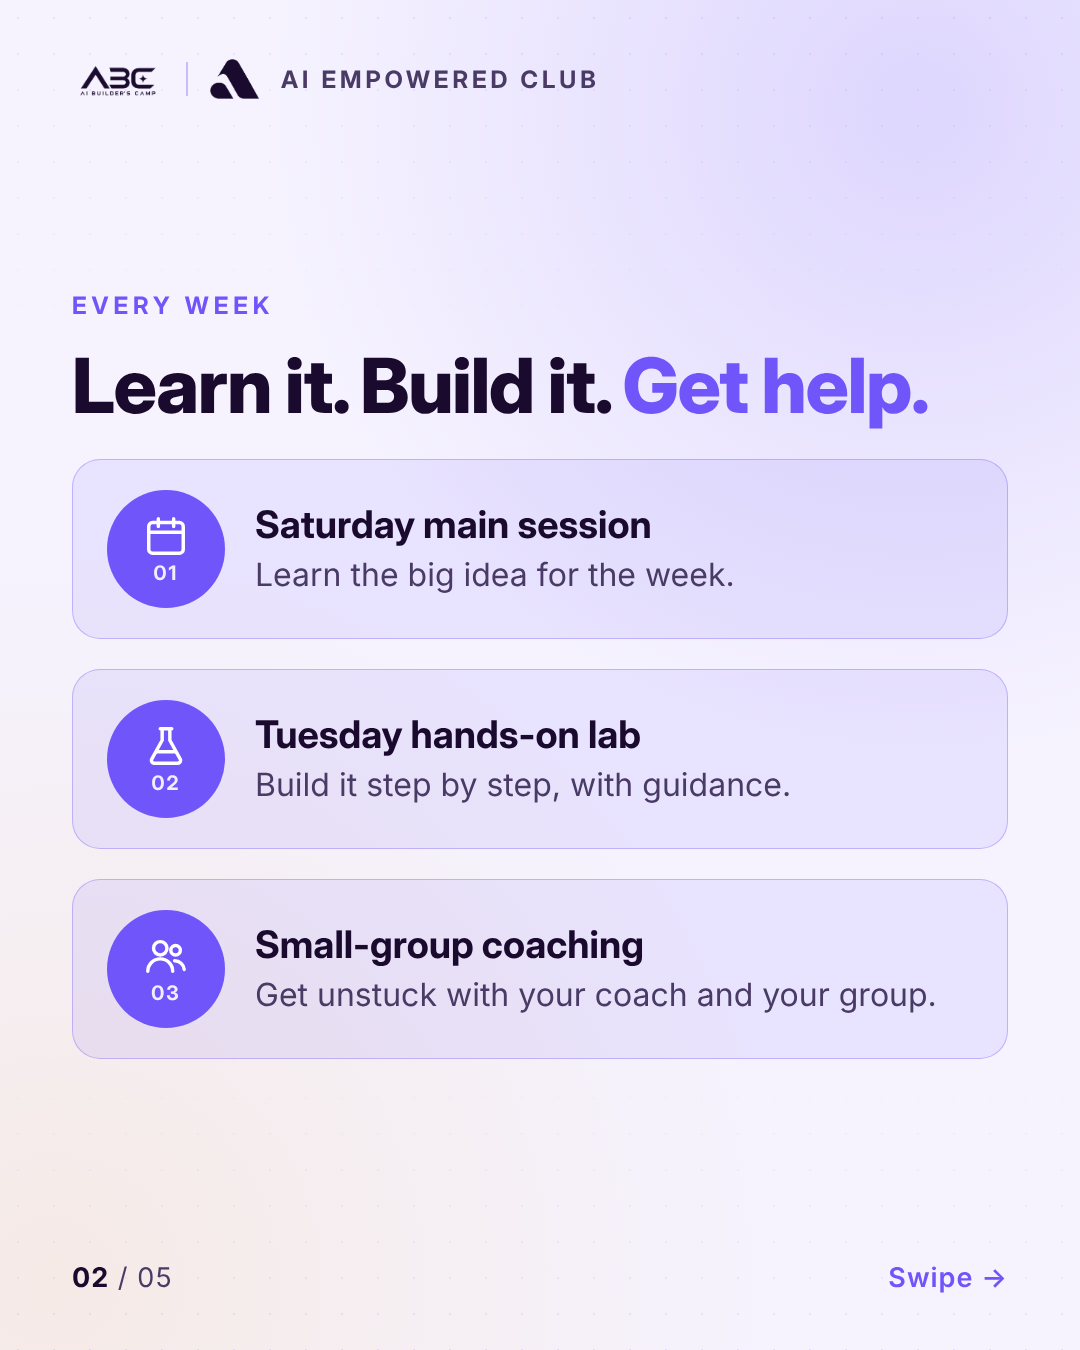 ABC
AI BUILDER'S CAMP
AI EMPOWERED CLUB
EVERY WEEK
Learn it. Build it. Get help.
01
Saturday main session
Learn the big idea for the week.
02
Tuesday hands-on lab
Build it step by step, with guidance.
03
Small-group coaching
Get unstuck with your coach and your group.
02 / 05
Swipe →